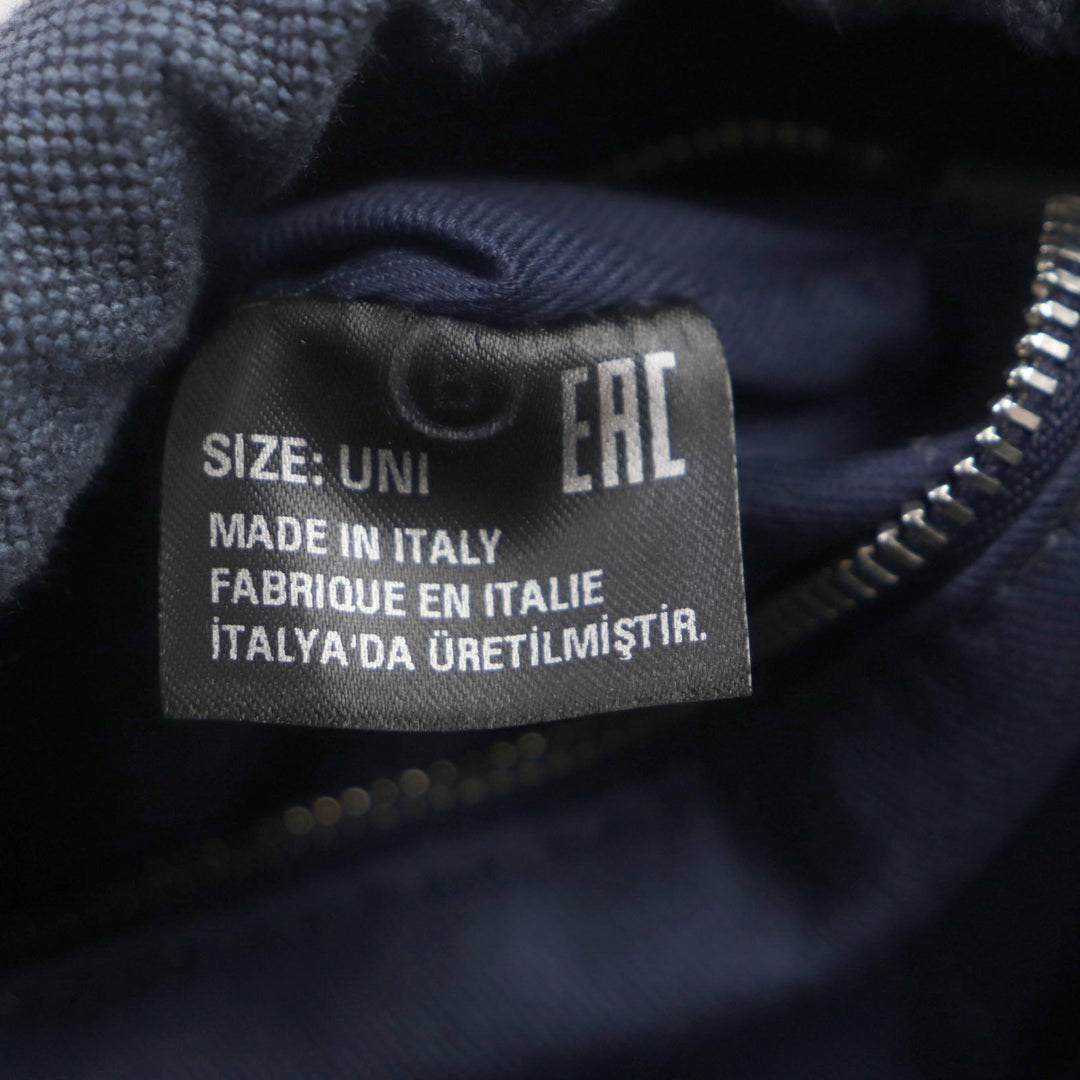 SIZE: UNI EAC
MADE IN ITALY
FABRIQUE EN ITALIE
İTALYA'DA ÜRETİLMİŞTİR.